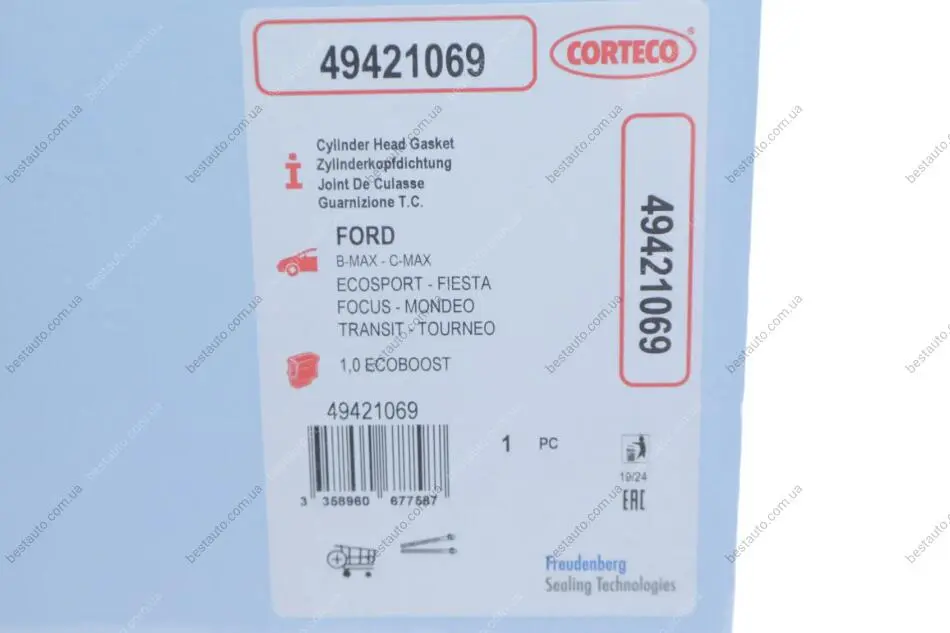 49421069
CORTECO
®
Cylinder Head Gasket
Zylinderkopfdichtung
Joint De Culasse
Guarnizione T.C.
49421069
FORD
B-MAX - C-MAX
ECOSPORT - FIESTA
FOCUS - MONDEO
TRANSIT - TOURNEO
1,0 ECOBOOST
49421069
1 PC
3 358960 677587
19/24
EAC
Freudenberg
Sealing Technologies
bestauto.com.ua